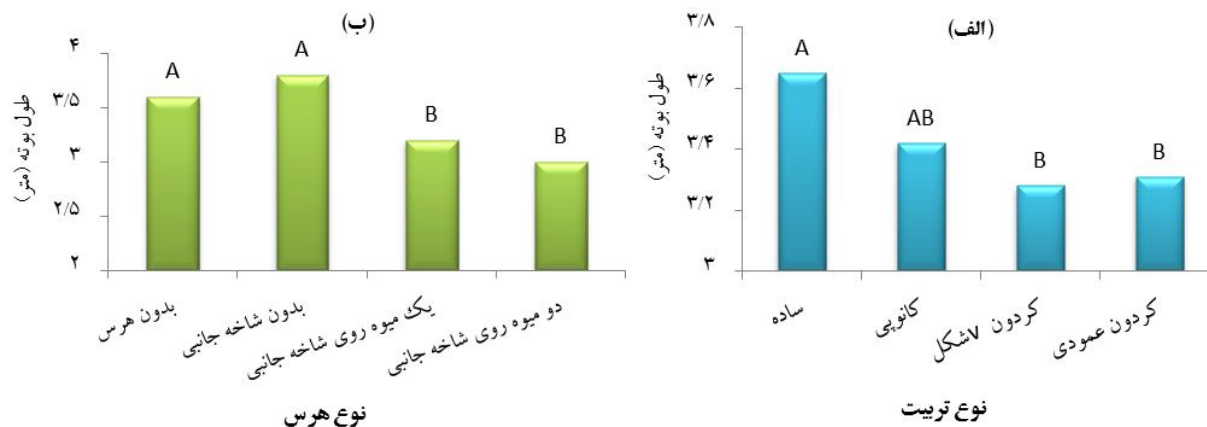 (الف)
۳/۸
۳/۶
۳/۴
۳/۲
۳
طول بوته (متر)
A
AB
B
B
ساده
کانوپی
کردون Vشکل
کردون عمودی
نوع تربیت
(ب)
۴
۳/۵
۳
۲/۵
۲
طول بوته (متر)
A
A
B
B
بدون هرس
بدون شاخه جانبی
یک میوه روی شاخه جانبی
دو میوه روی شاخه جانبی
نوع هرس